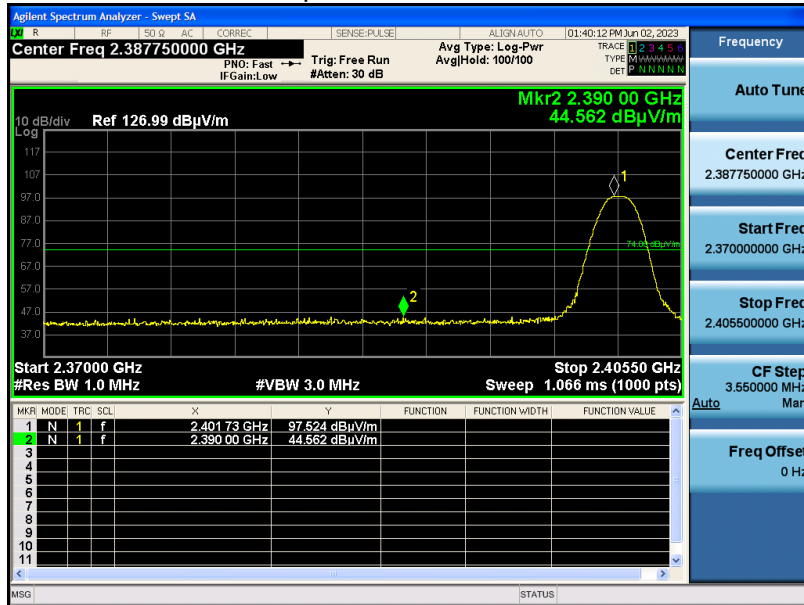 Agilent Spectrum Analyzer - Swept SA
LXI R RF 50 Ω AC CORREC SENSE:PULSE ALIGN AUTO 01:40:12 PM Jun 02, 2023
Center Freq 2.387750000 GHz
PNO: Fast
IFGain:Low
Trig: Free Run
#Atten: 30 dB
Avg Type: Log-Pwr
Avg|Hold: 100/100
TRACE 1 2 3 4 5 6
TYPE M WWWWW
DET P N N N N N
Mkr2 2.390 00 GHz
44.562 dBµV/m
10 dB/div Ref 126.99 dBµV/m
Log
117
107
97.0
87.0
77.0
67.0
57.0
47.0
37.0
1
74.00 dBµV/m
2
Start 2.37000 GHz Stop 2.40550 GHz
#Res BW 1.0 MHz #VBW 3.0 MHz Sweep 1.066 ms (1000 pts)
MKR MODE TRC SCL X Y FUNCTION FUNCTION WIDTH FUNCTION VALUE
1 N 1 f 2.401 73 GHz 97.524 dBµV/m
2 N 1 f 2.390 00 GHz 44.562 dBµV/m
3
4
5
6
7
8
9
10
11
MSG STATUS
Frequency
Auto Tune
Center Freq
2.387750000 GHz
Start Freq
2.370000000 GHz
Stop Freq
2.405500000 GHz
CF Step
3.550000 MHz
Auto Man
Freq Offset
0 Hz